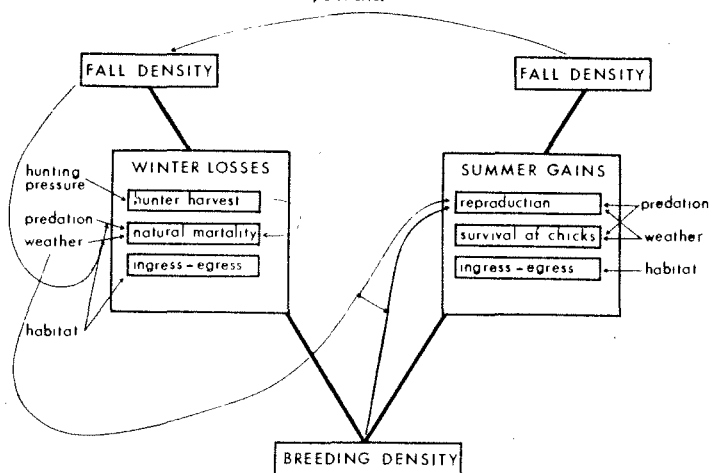 FALL DENSITY
FALL DENSITY
WINTER LOSSES
hunter harvest
natural martality
ingress-egress
hunting
pressure
predation
weather
habitat
SUMMER GAINS
repraduction
survival af chicks
ingress-egress
predation
weather
habitat
BREEDING DENSITY